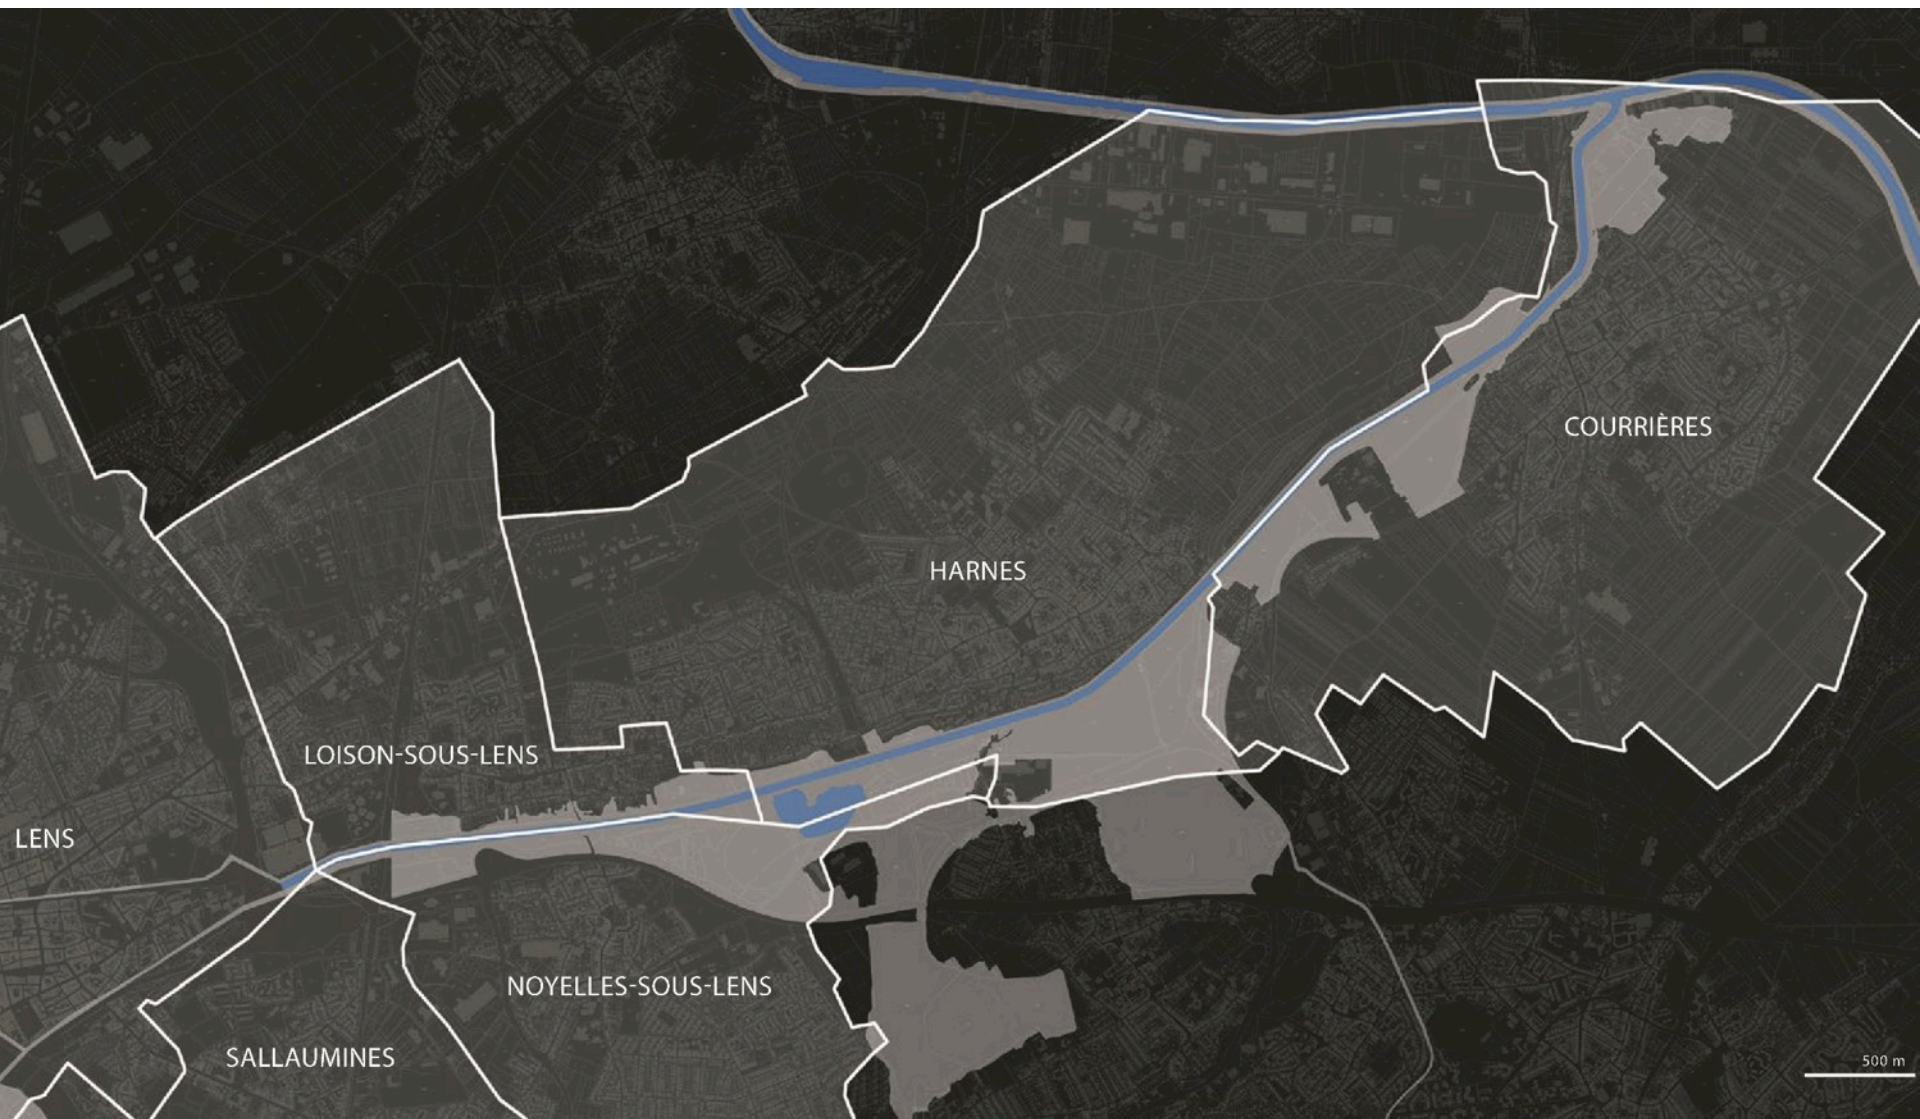 COURRIÈRES
HARNES
LOISON-SOUS-LENS
LENS
NOYELLES-SOUS-LENS
SALLAUMINES
500 m